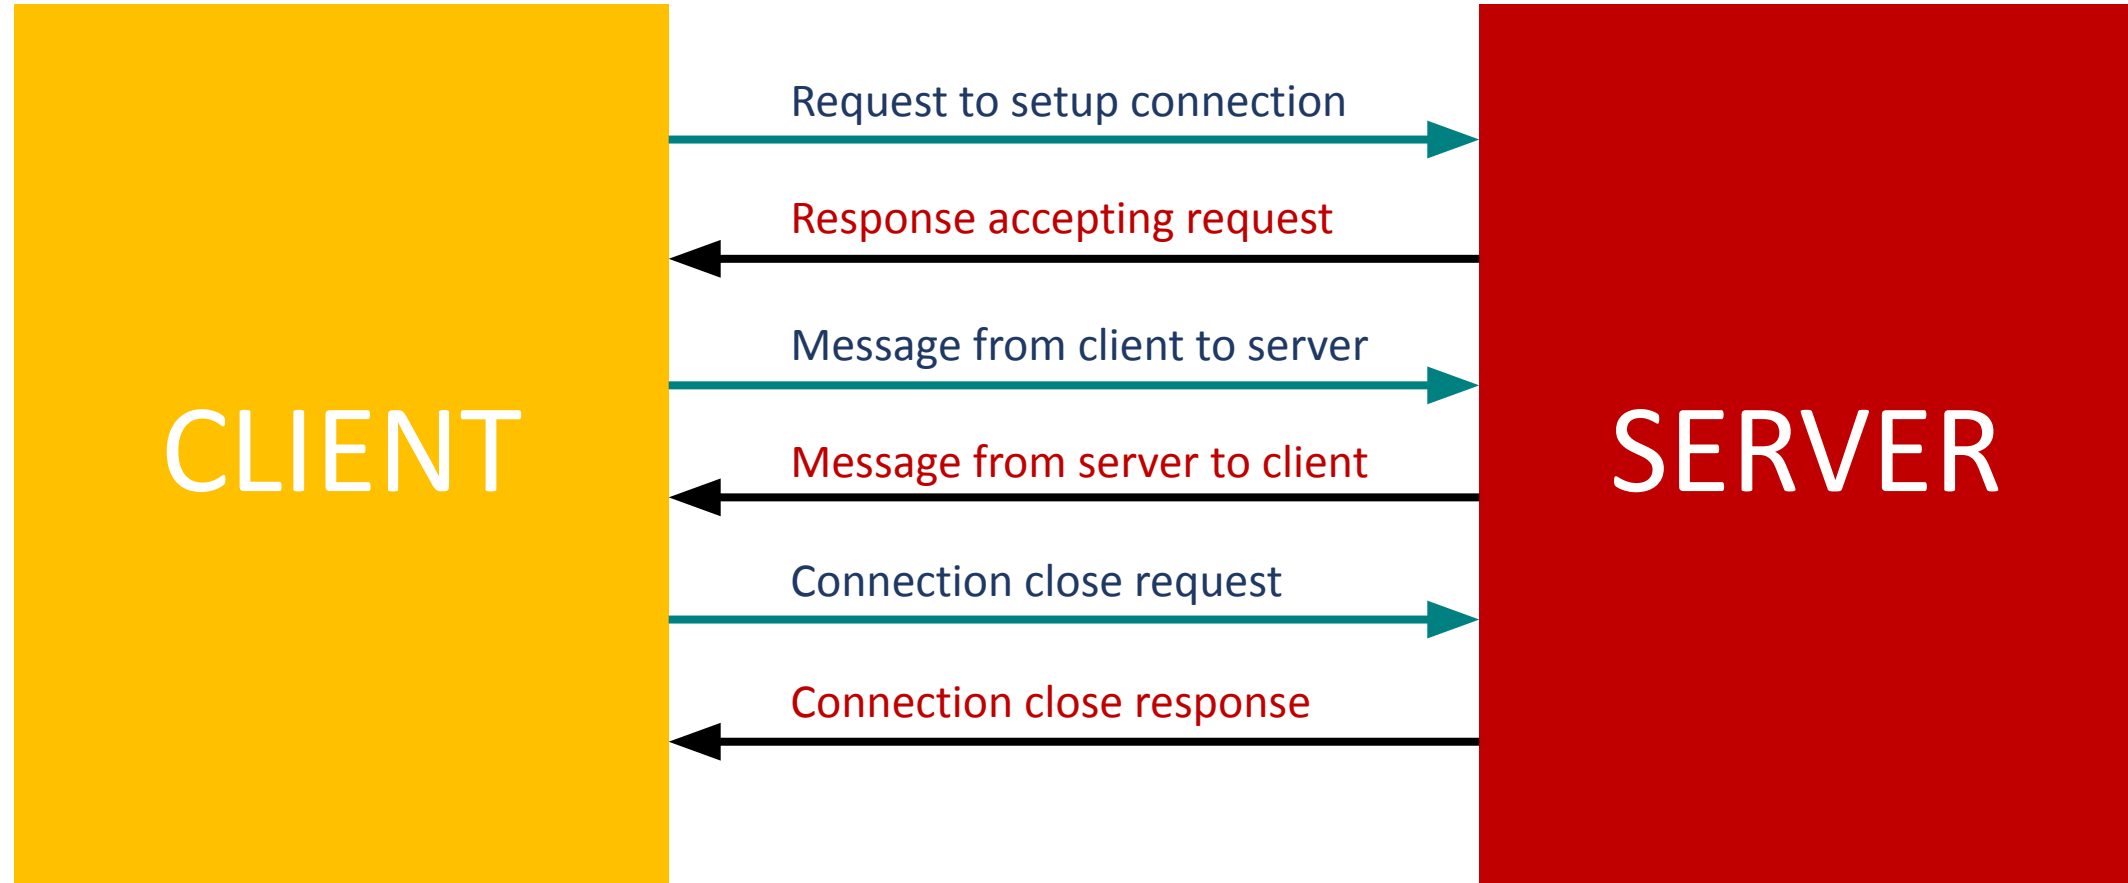 Request to setup connection
Response accepting request
Message from client to server
CLIENT
SERVER
Message from server to client
Connection close request
Connection close response